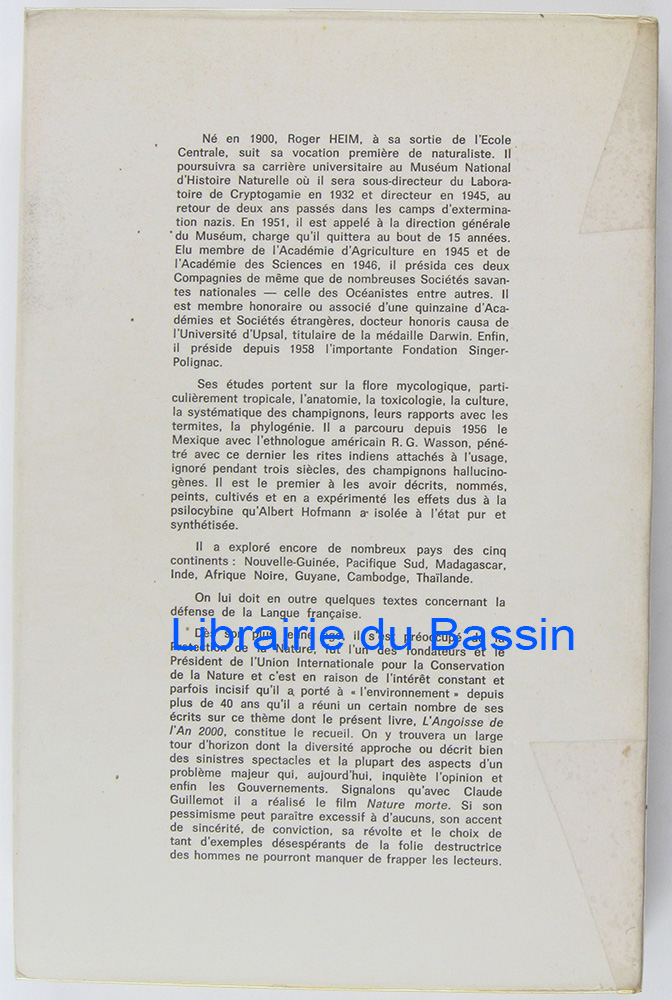 Né en 1900, Roger HEIM, à sa sortie de l'Ecole
Centrale, suit sa vocation première de naturaliste. Il
poursuivra sa carrière universitaire au Muséum National
d'Histoire Naturelle où il sera sous-directeur du Labora-
toire de Cryptogamie en 1932 et directeur en 1945, au
retour de deux ans passés dans les camps d'extermina-
tion nazis. En 1951, il est appelé à la direction générale
du Muséum, charge qu'il quittera au bout de 15 années.
Elu membre de l'Académie d'Agriculture en 1945 et de
l'Académie des Sciences en 1946, il présida ces deux
Compagnies de même que de nombreuses Sociétés savan-
tes nationales — celle des Océanistes entre autres. Il
est membre honoraire ou associé d'une quinzaine d'Aca-
démies et Sociétés étrangères, docteur honoris causa de
l'Université d'Upsal, titulaire de la médaille Darwin. Enfin,
il préside depuis 1958 l'importante Fondation Singer-
Polignac.
Ses études portent sur la flore mycologique, parti-
culièrement tropicale, l'anatomie, la toxicologie, la culture,
la systématique des champignons, leurs rapports avec les
termites, la phylogénie. Il a parcouru depuis 1956 le
Mexique avec l'ethnologue américain R. G. Wasson, péné-
tré avec ce dernier les rites indiens attachés à l'usage,
ignoré pendant trois siècles, des champignons hallucino-
gènes. Il est le premier à les avoir décrits, nommés,
peints, cultivés et en a expérimenté les effets dus à la
psilocybine qu'Albert Hofmann a isolée à l'état pur et
synthétisée.
Il a exploré encore de nombreux pays des cinq
continents : Nouvelle-Guinée, Pacifique Sud, Madagascar,
Inde, Afrique Noire, Guyane, Cambodge, Thaïlande.
On lui doit en outre quelques textes concernant la
défense de la Langue française.
Librairie du Bassin
Dès son plus jeune âge, il s'est préoccupé de la
Protection de la Nature, fut l'un des fondateurs et le
Président de l'Union Internationale pour la Conservation
de la Nature et c'est en raison de l'intérêt constant et
parfois incisif qu'il a porté à « l'environnement » depuis
plus de 40 ans qu'il a réuni un certain nombre de ses
écrits sur ce thème dont le présent livre, L'Angoisse de
l'An 2000, constitue le recueil. On y trouvera un large
tour d'horizon dont la diversité approche ou décrit bien
des sinistres spectacles et la plupart des aspects d'un
problème majeur qui, aujourd'hui, inquiète l'opinion et
enfin les Gouvernements. Signalons qu'avec Claude
Guillemot il a réalisé le film Nature morte. Si son
pessimisme peut paraître excessif à d'aucuns, son accent
de sincérité, de conviction, sa révolte et le choix de
tant d'exemples désespérants de la folie destructrice
des hommes ne pourront manquer de frapper les lecteurs.